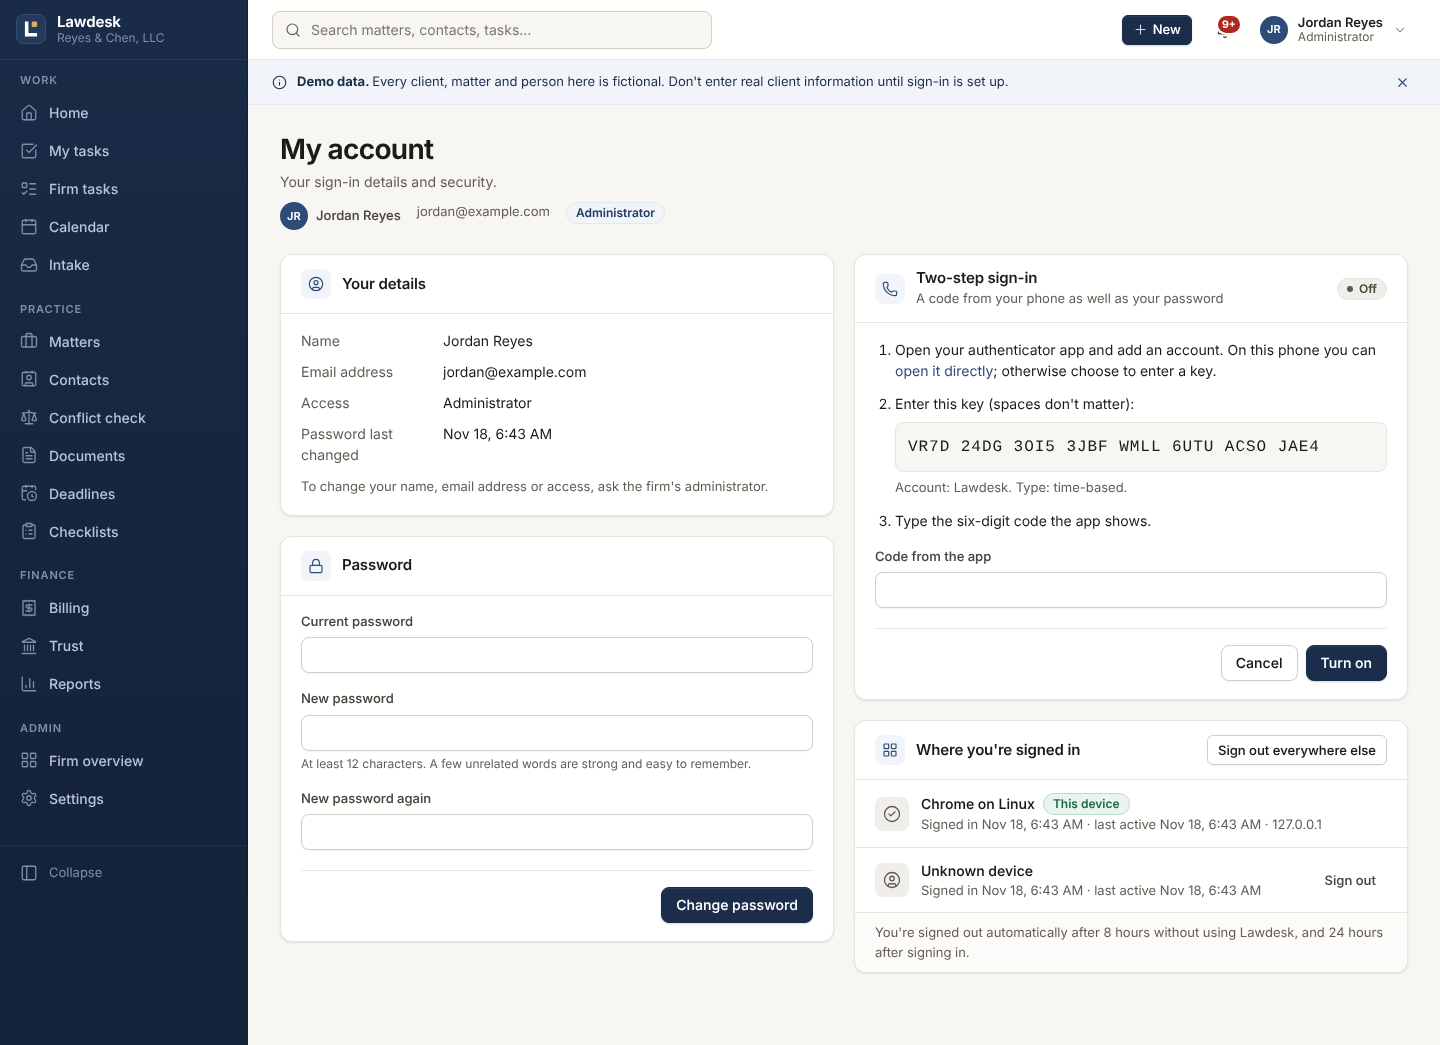 Lawdesk
Reyes & Chen, LLC
WORK
Home
My tasks
Firm tasks
Calendar
Intake
PRACTICE
Matters
Contacts
Conflict check
Documents
Deadlines
Checklists
FINANCE
Billing
Trust
Reports
ADMIN
Firm overview
Settings
Collapse
Search matters, contacts, tasks...
New
9+
JR
Jordan Reyes
Administrator
Demo data. Every client, matter and person here is fictional. Don't enter real client information until sign-in is set up.
My account
Your sign-in details and security.
JR Jordan Reyes jordan@example.com Administrator
Your details
Name Jordan Reyes
Email address jordan@example.com
Access Administrator
Password last changed Nov 18, 6:43 AM
To change your name, email address or access, ask the firm's administrator.
Password
Current password
New password
At least 12 characters. A few unrelated words are strong and easy to remember.
New password again
Change password
Two-step sign-in
A code from your phone as well as your password
Off
1. Open your authenticator app and add an account. On this phone you can
open it directly; otherwise choose to enter a key.
2. Enter this key (spaces don't matter):
VR7D 24DG 3OI5 3JBF WMLL 6UTU ACSO JAE4
Account: Lawdesk. Type: time-based.
3. Type the six-digit code the app shows.
Code from the app
Cancel
Turn on
Where you're signed in
Sign out everywhere else
Chrome on Linux This device
Signed in Nov 18, 6:43 AM · last active Nov 18, 6:43 AM · 127.0.0.1
Unknown device
Signed in Nov 18, 6:43 AM · last active Nov 18, 6:43 AM
Sign out
You're signed out automatically after 8 hours without using Lawdesk, and 24 hours
after signing in.